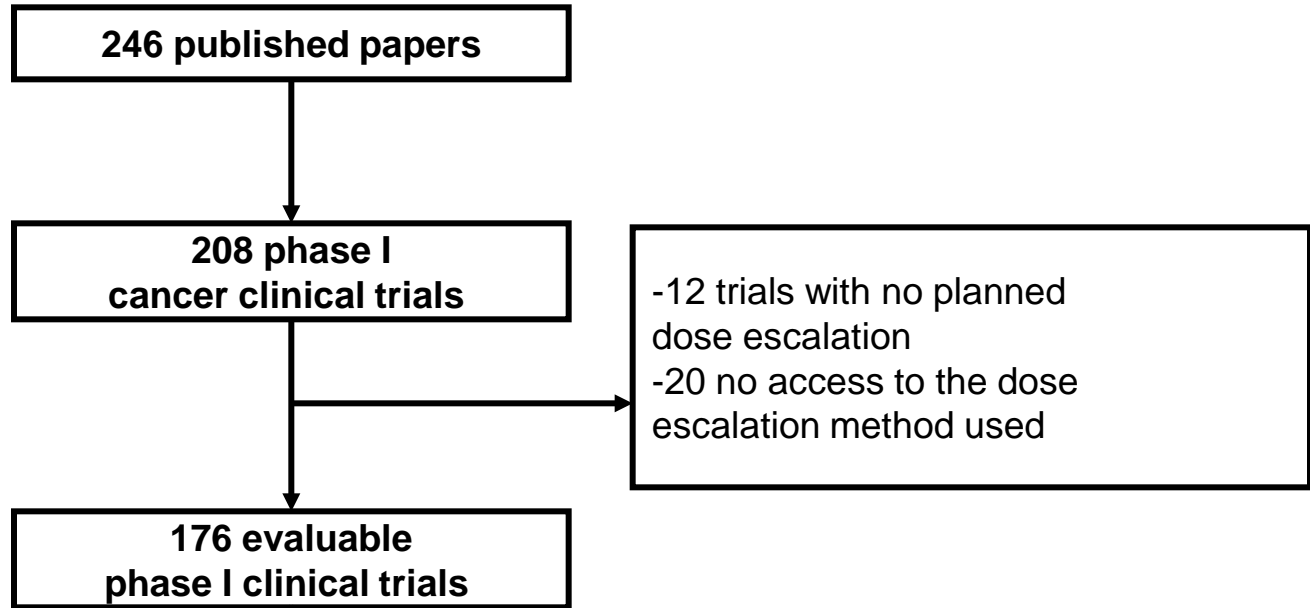 246 published papers
208 phase I
cancer clinical trials
-12 trials with no planned
dose escalation
-20 no access to the dose
escalation method used
176 evaluable
phase I clinical trials